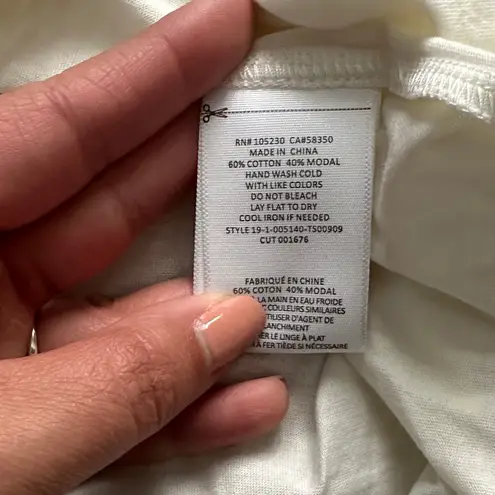 RN# 105230 CA#58350
MADE IN CHINA
60% COTTON 40% MODAL
HAND WASH COLD
WITH LIKE COLORS
DO NOT BLEACH
LAY FLAT TO DRY
COOL IRON IF NEEDED
STYLE 19-1-005140-T500909
CUT 001676
FABRIQUÉ EN CHINE
60% COTON 40% MODAL
LA MAIN EN EAU FROIDE
COULEURS SIMILAIRES
D'AGENT DE
LE LINGE À PLAT
FER TIÈDE SI NÉCESSAIRE